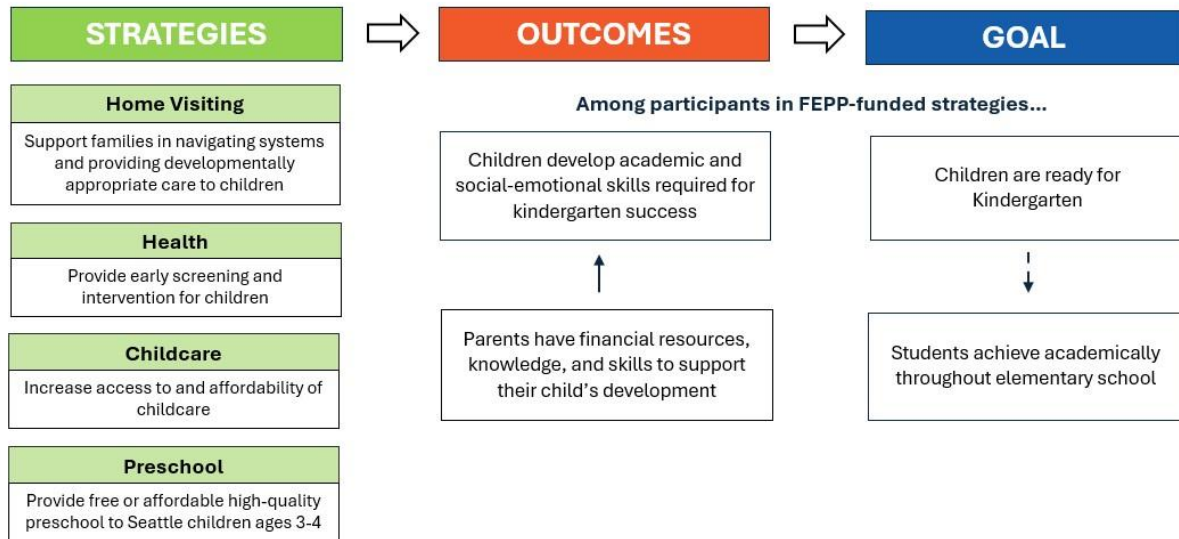 STRATEGIES
OUTCOMES
GOAL
Home Visiting
Support families in navigating systems
and providing developmentally
appropriate care to children
Health
Provide early screening and
intervention for children
Childcare
Increase access to and affordability of
childcare
Preschool
Provide free or affordable high-quality
preschool to Seattle children ages 3-4
Among participants in FEPP-funded strategies...
Children develop academic and
social-emotional skills required for
kindergarten success
Parents have financial resources,
knowledge, and skills to support
their child’s development
Children are ready for
Kindergarten
Students achieve academically
throughout elementary school